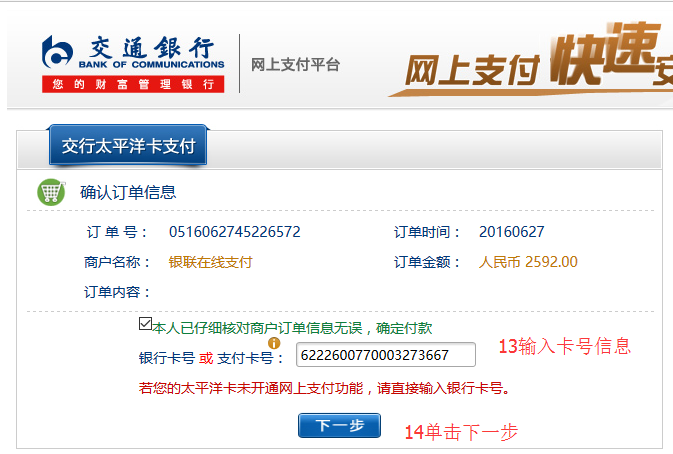 交通銀行
BANK OF COMMUNICATIONS
您的财富管理银行
网上支付平台
网上支付 快速
交行太平洋卡支付
确认订单信息
订 单 号： 0516062745226572 订单时间： 20160627
商户名称： 银联在线支付 订单金额： 人民币 2592.00
订单内容：
本人已仔细核对商户订单信息无误，确定付款
银行卡号 或 支付卡号： 6222600770003273667 13输入卡号信息
若您的太平洋卡未开通网上支付功能，请直接输入银行卡号。
下一步 14单击下一步